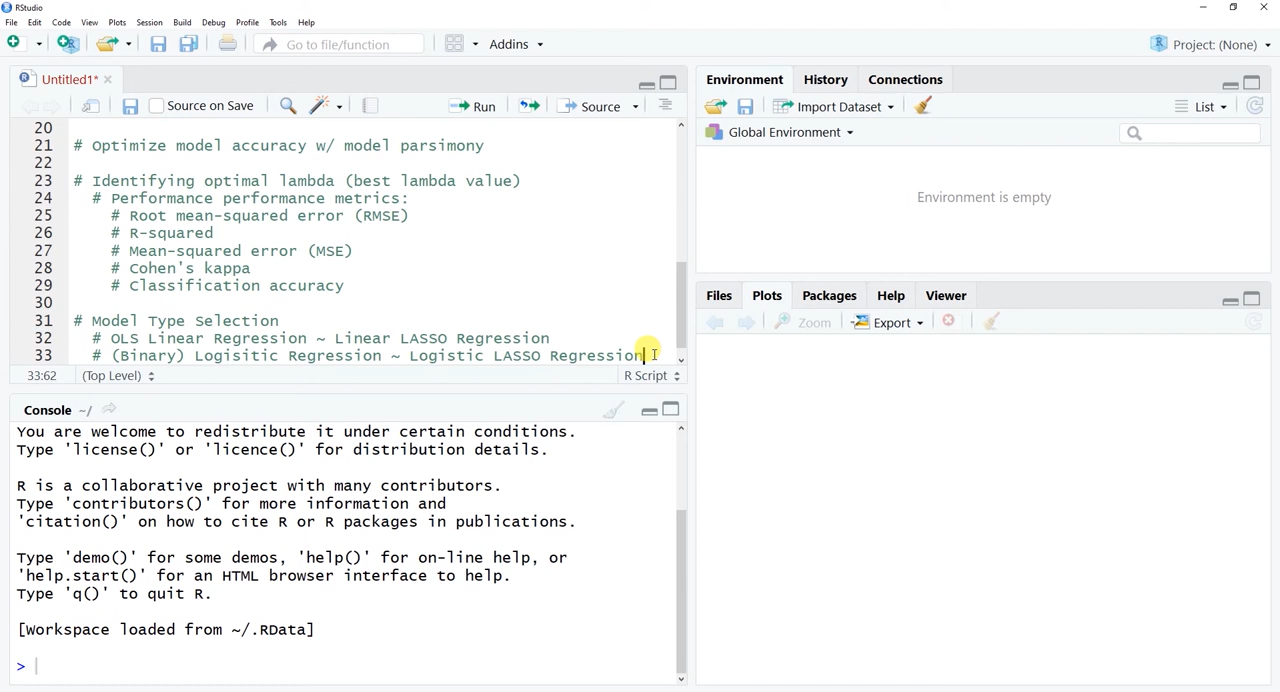 RStudio
File Edit Code View Plots Session Build Debug Profile Tools Help
Go to file/function Addins Project: (None)
Untitled1*
Source on Save Run Source
20
21 # Optimize model accuracy w/ model parsimony
22
23 # Identifying optimal lambda (best lambda value)
24 # Performance performance metrics:
25 # Root mean-squared error (RMSE)
26 # R-squared
27 # Mean-squared error (MSE)
28 # Cohen's kappa
29 # Classification accuracy
30
31 # Model Type Selection
32 # OLS Linear Regression ~ Linear LASSO Regression
33 # (Binary) Logisitic Regression ~ Logistic LASSO Regression
33:62 (Top Level) R Script
Console ~/
You are welcome to redistribute it under certain conditions.
Type 'license()' or 'licence()' for distribution details.
R is a collaborative project with many contributors.
Type 'contributors()' for more information and
'citation()' on how to cite R or R packages in publications.
Type 'demo()' for some demos, 'help()' for on-line help, or
'help.start()' for an HTML browser interface to help.
Type 'q()' to quit R.
[Workspace loaded from ~/.RData]
>
Environment History Connections
Import Dataset List
Global Environment
Environment is empty
Files Plots Packages Help Viewer
Zoom Export